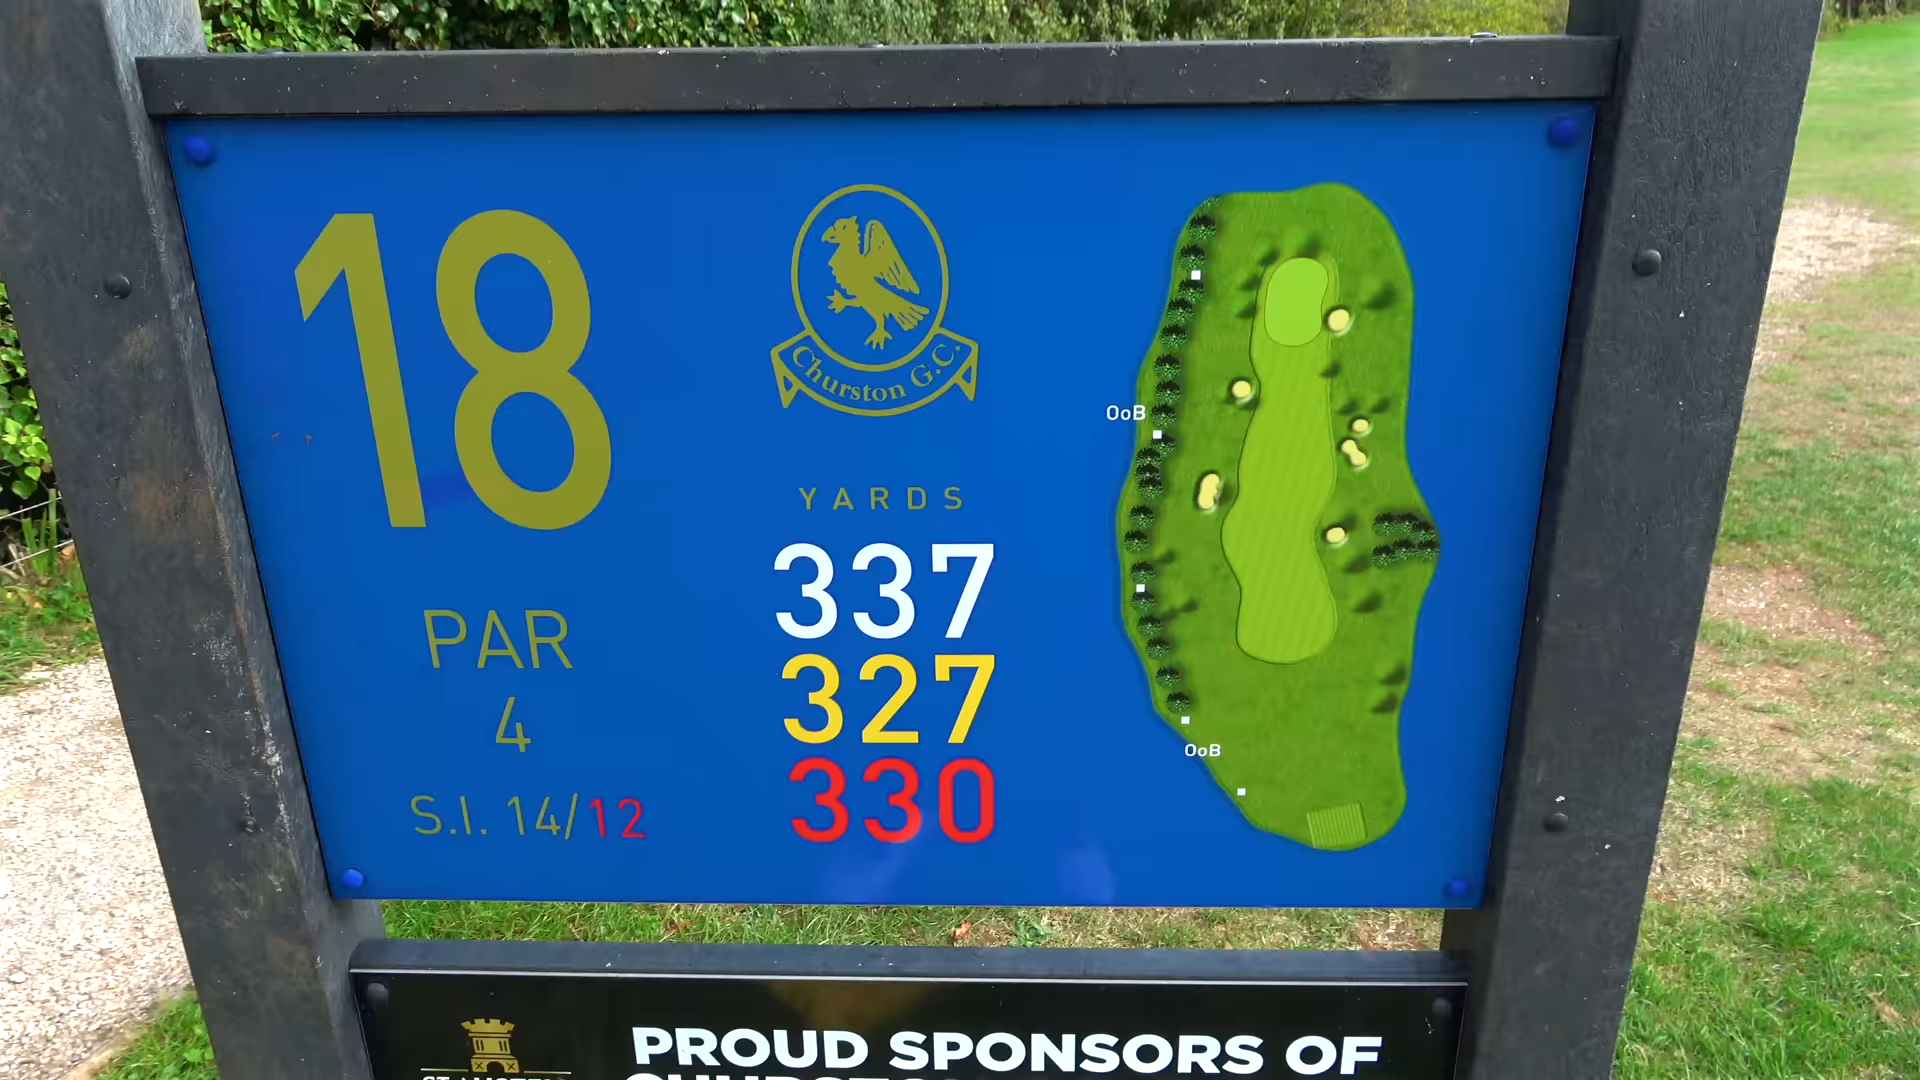 18
PAR
4
S.I. 14/12
Churston G.C.
YARDS
337
327
330
OoB
OoB
PROUD SPONSORS OF